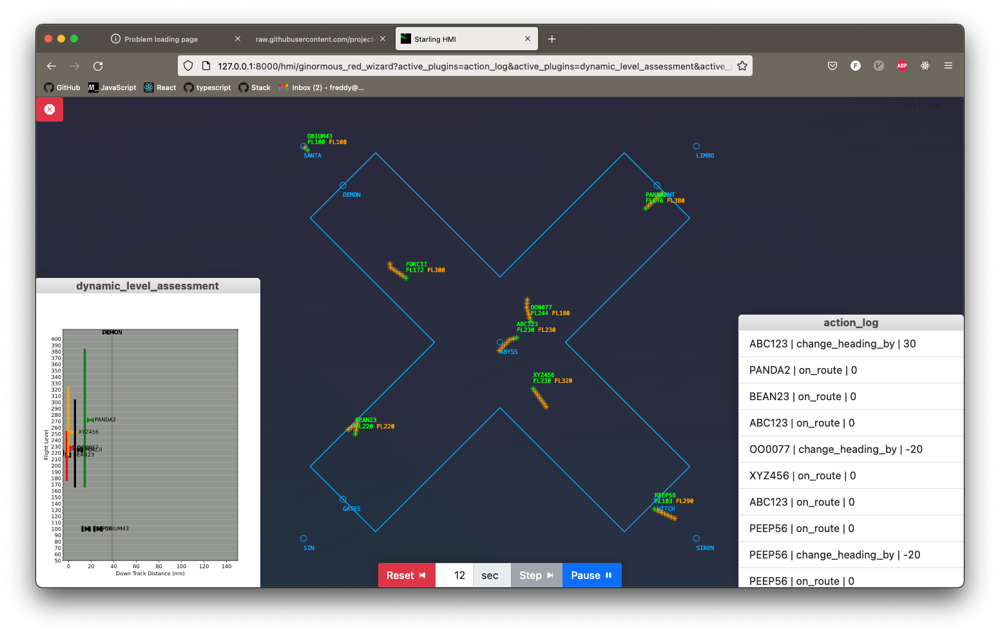 Problem loading page
raw.githubusercontent.com/project-
Starling HMI
127.0.0.1:8000/hmi/ginormous_red_wizard?active_plugins=action_log&active_plugins=dynamic_level_assessment&active_
F
ABP
GitHub
M_ JavaScript
React
typescript
Stack
Inbox (2) - freddy@...
Online
OBIUM43
FL100 FL100
SANTA
LIMBO
DEMON
PANDA2
FL380
FOKCII
FL172 FL300
OO0077
FL244 FL180
ABC123
FL230 FL230
ABYSS
XYZ456
FL230 FL320
BEAN23
FL220 FL220
PEEP56
FL103 FL290
WITCH
GATES
SIN
SIREN
dynamic_level_assessment
DEMON
400
390
380
370
360
350
340
330
320
310
300
290
280
270
260
250
240
230
220
210
200
190
180
170
160
150
140
130
120
110
100
90
80
70
60
50
Flight Level
PANDA2
XYZ456
OO0077
FOKCII
BEAN23
OBIUM43
0 20 40 60 80 100 120 140
Down Track Distance (nm)
action_log
ABC123 | change_heading_by | 30
PANDA2 | on_route | 0
BEAN23 | on_route | 0
ABC123 | on_route | 0
OO0077 | change_heading_by | -20
XYZ456 | on_route | 0
ABC123 | on_route | 0
PEEP56 | on_route | 0
PEEP56 | change_heading_by | -20
PEEP56 | on_route | 0
Reset
12
sec
Step
Pause